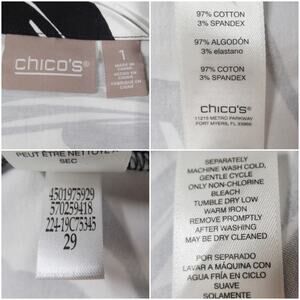 chico's®
1
MADE IN CHINA
HECHO EN CHINA
FABRIQUÉ EN CHINE
97% COTTON
3% SPANDEX
97% ALGODÓN
3% elastano
97% COTON
3% SPANDEX
chico's®
11215 METRO PARKWAY
FORT MYERS, FL 33966
PEUT ÊTRE NETTOYÉ À
SEC
4501975929
570259418
224-19C75345
29
SEPARATELY
MACHINE WASH COLD,
GENTLE CYCLE
ONLY NON-CHLORINE
BLEACH
TUMBLE DRY LOW
WARM IRON
REMOVE PROMPTLY
AFTER WASHING
MAY BE DRY CLEANED
POR SEPARADO
LAVAR A MÁQUINA CON
AGUA FRÍA EN CICLO
SUAVE
SOLAMENTE